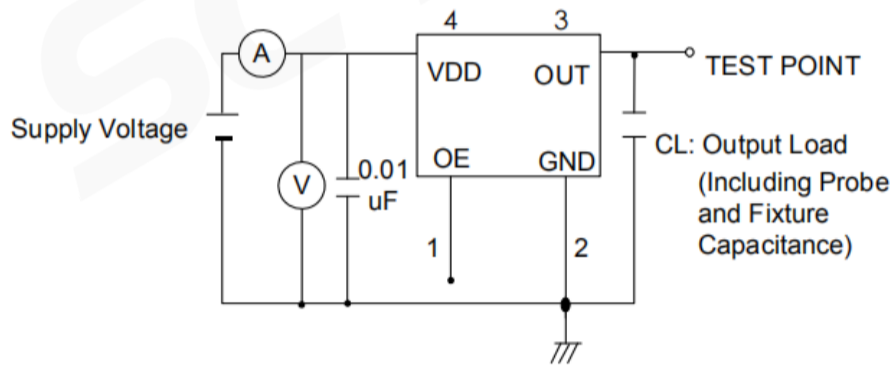 4 3
A
VDD OUT
TEST POINT
Supply Voltage
V
0.01
uF
OE GND
CL: Output Load
(Including Probe
and Fixture
Capacitance)
1 2